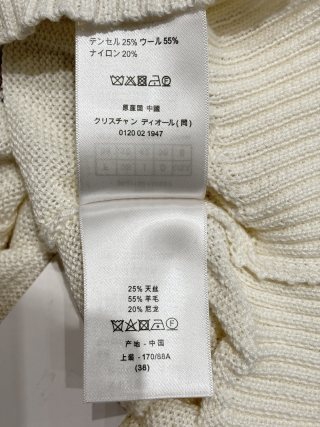 テンセル 25% ウール 55%
ナイロン 20%
原産国 中國
クリスチャン ディオール(同)
0120 02 1947
25% 天丝
55% 羊毛
20% 尼龙
产地 - 中国
上装 - 170/88A
(36)